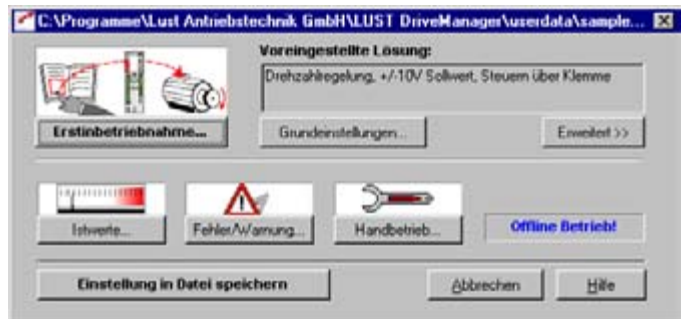 C:\Programme\Lust Antriebstechnik GmbH\LUST DriveManager\userdata\sample...
Voreingestellte Lösung:
Drehzahlregelung, +/-10V Sollwert, Steuern über Klemme
Erstinbetriebnahme...
Grundeinstellungen...
Erweitert >>
Istwerte...
Fehler/Warnung...
Handbetrieb...
Offline Betrieb!
Einstellung in Datei speichern
Abbrechen
Hilfe